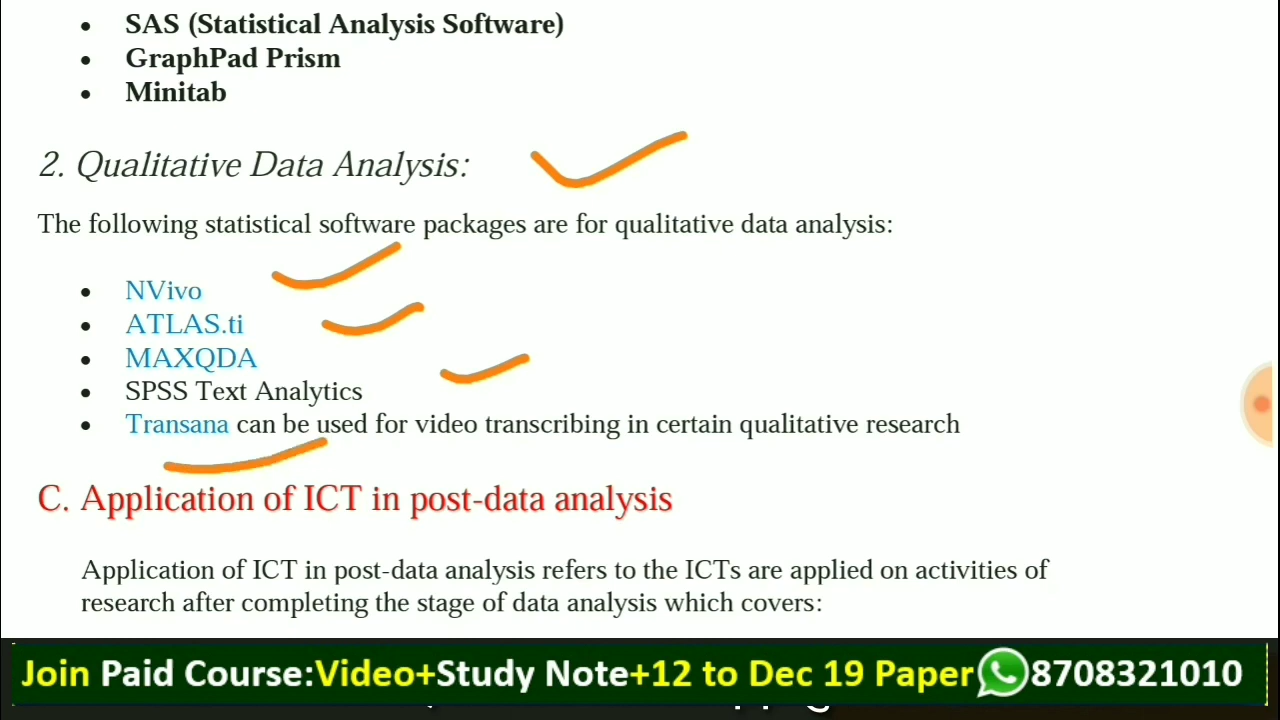 • SAS (Statistical Analysis Software)
• GraphPad Prism
• Minitab
2. Qualitative Data Analysis:
The following statistical software packages are for qualitative data analysis:
• NVivo
• ATLAS.ti
• MAXQDA
• SPSS Text Analytics
• Transana can be used for video transcribing in certain qualitative research
C. Application of ICT in post-data analysis
Application of ICT in post-data analysis refers to the ICTs are applied on activities of
research after completing the stage of data analysis which covers:
Join Paid Course:Video+Study Note+12 to Dec 19 Paper 8708321010